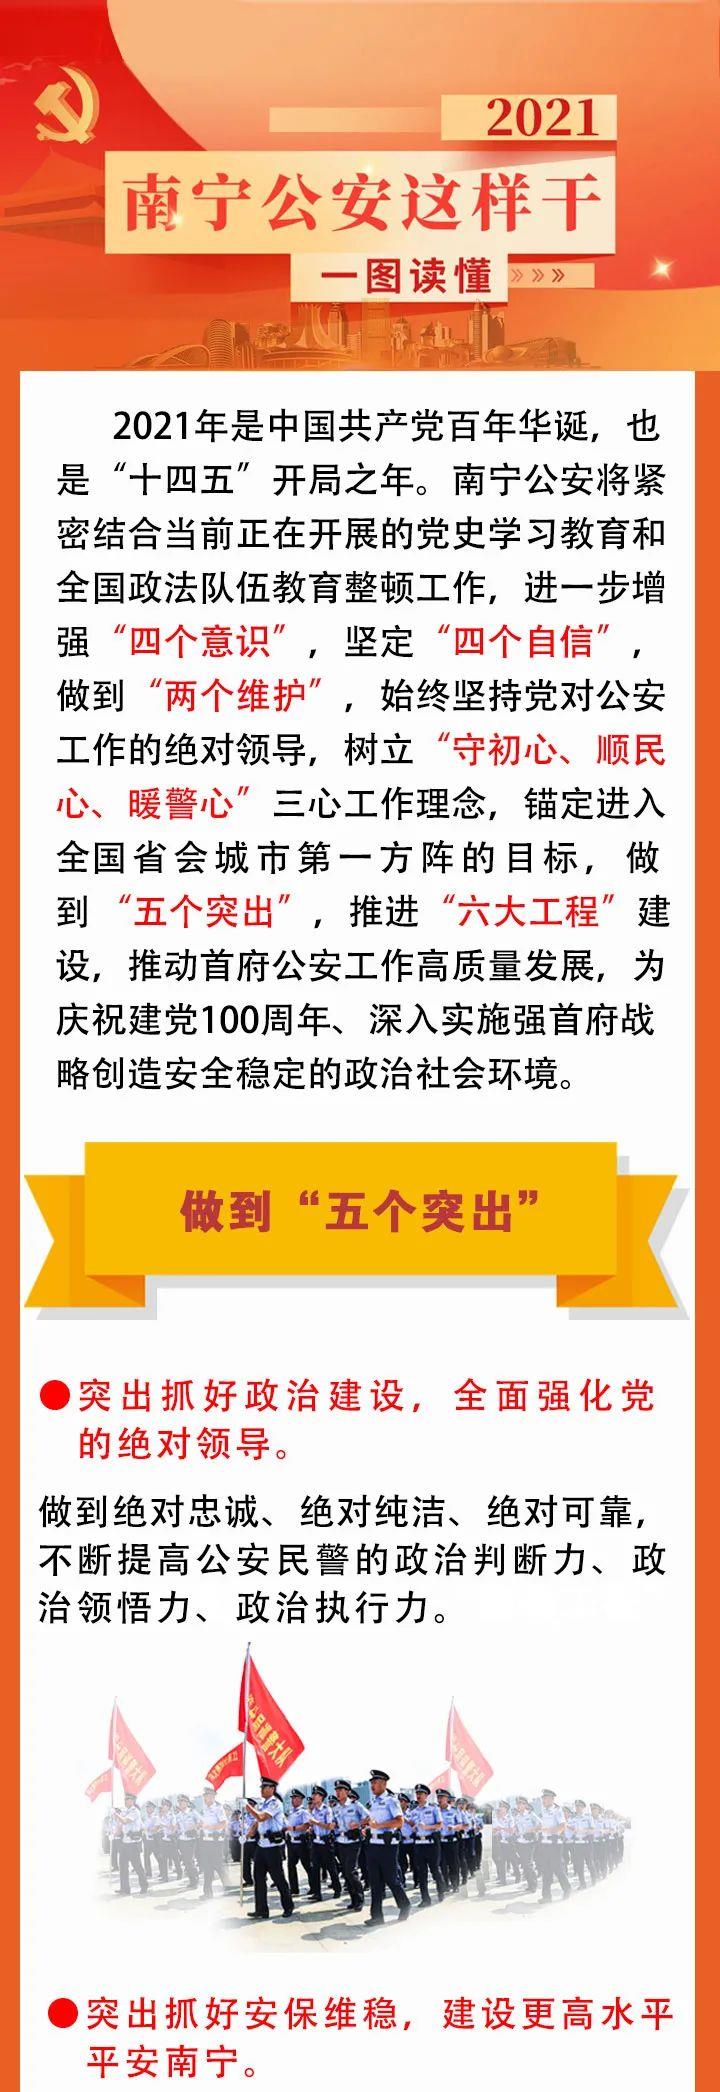 2021
南宁公安这样干
一图读懂
2021年是中国共产党百年华诞，也
是“十四五”开局之年。南宁公安将紧
密结合当前正在开展的党史学习教育和
全国政法队伍教育整顿工作，进一步增
强“四个意识”，坚定“四个自信”，
做到“两个维护”，始终坚持党对公安
工作的绝对领导，树立“守初心、顺民
心、暖警心”三心工作理念，锚定进入
全国省会城市第一方阵的目标，做
到“五个突出”，推进“六大工程”建
设，推动首府公安工作高质量发展，为
庆祝建党100周年、深入实施强首府战
略创造安全稳定的政治社会环境。
做到“五个突出”
●突出抓好政治建设，全面强化党
的绝对领导。
做到绝对忠诚、绝对纯洁、绝对可靠，
不断提高公安民警的政治判断力、政
治领悟力、政治执行力。
●突出抓好安保维稳，建设更高水平
平安南宁。